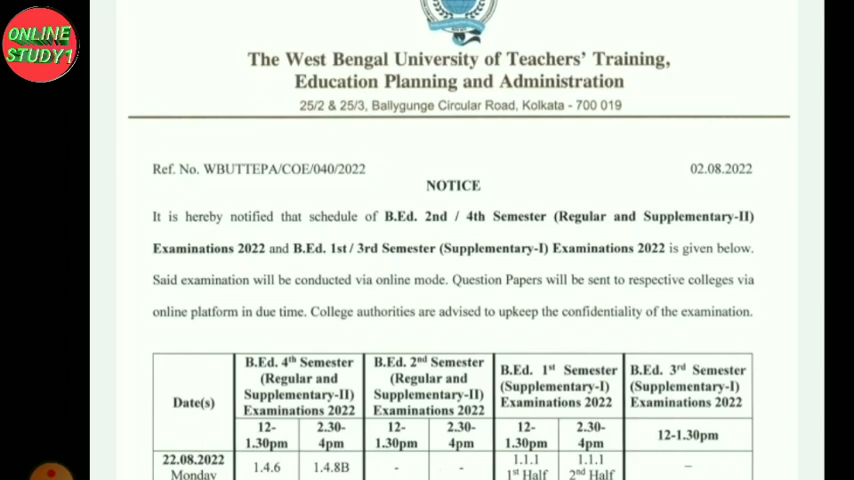 ONLINE
STUDY1
The West Bengal University of Teachers' Training,
Education Planning and Administration
25/2 & 25/3, Ballygunge Circular Road, Kolkata - 700 019
Ref. No. WBUTTEPA/COE/040/2022 02.08.2022
NOTICE
It is hereby notified that schedule of B.Ed. 2nd / 4th Semester (Regular and Supplementary-II)
Examinations 2022 and B.Ed. 1st / 3rd Semester (Supplementary-I) Examinations 2022 is given below.
Said examination will be conducted via online mode. Question Papers will be sent to respective colleges via
online platform in due time. College authorities are advised to upkeep the confidentiality of the examination.
Date(s)
B.Ed. 4th Semester
(Regular and
Supplementary-II)
Examinations 2022
B.Ed. 2nd Semester
(Regular and
Supplementary-II)
Examinations 2022
B.Ed. 1st Semester
(Supplementary-I)
Examinations 2022
B.Ed. 3rd Semester
(Supplementary-I)
Examinations 2022
12-
1.30pm
2.30-
4pm
12-
1.30pm
2.30-
4pm
12-
1.30pm
2.30-
4pm
12-1.30pm
22.08.2022
Monday
1.4.6
1.4.8B
-
-
1.1.1
1st Half
1.1.1
2nd Half
–